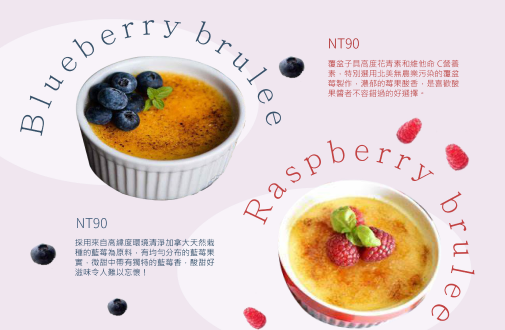 Blueberry brulee
NT90
覆盆子具高度花青素和維他命 C營養
素，特別選用北美無農藥污染的覆盆
莓製作，濃郁的莓果酸香，是喜歡酸
果醬者不容錯過的好選擇。
Raspberry brulee
NT90
採用來自高緯度環境清淨加拿大天然栽
種的藍莓為原料，有均勻分布的藍莓果
實，微甜中帶有獨特的藍莓香，酸甜好
滋味令人難以忘懷！